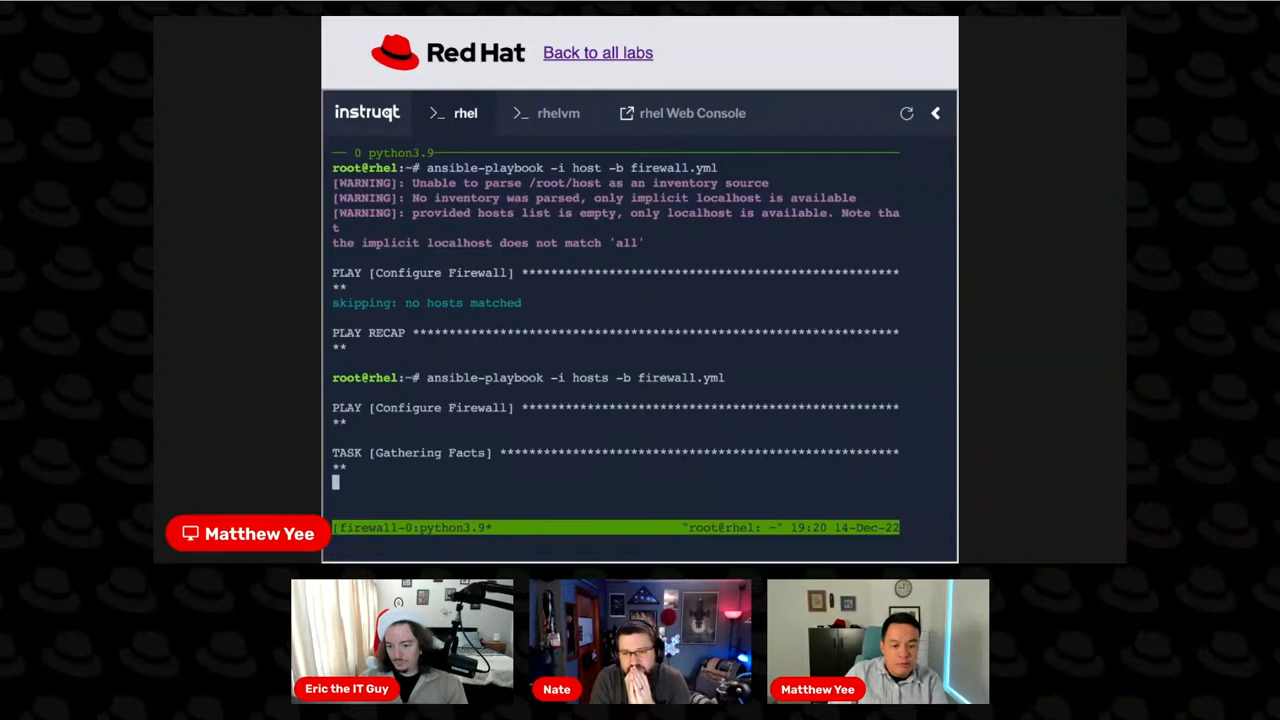 Red Hat Back to all labs
instruqt >_ rhel >_ rhelvm rhel Web Console
0 python3.9
root@rhel:~# ansible-playbook -i host -b firewall.yml
[WARNING]: Unable to parse /root/host as an inventory source
[WARNING]: No inventory was parsed, only implicit localhost is available
[WARNING]: provided hosts list is empty, only localhost is available. Note tha
t
the implicit localhost does not match 'all'
PLAY [Configure Firewall] ****************************************************
**
skipping: no hosts matched
PLAY RECAP *******************************************************************
**
root@rhel:~# ansible-playbook -i hosts -b firewall.yml
PLAY [Configure Firewall] ****************************************************
**
TASK [Gathering Facts] *******************************************************
**
[firewall-0:python3.9* "root@rhel: ~" 19:20 14-Dec-22
Matthew Yee
Eric the IT Guy
Nate
Matthew Yee